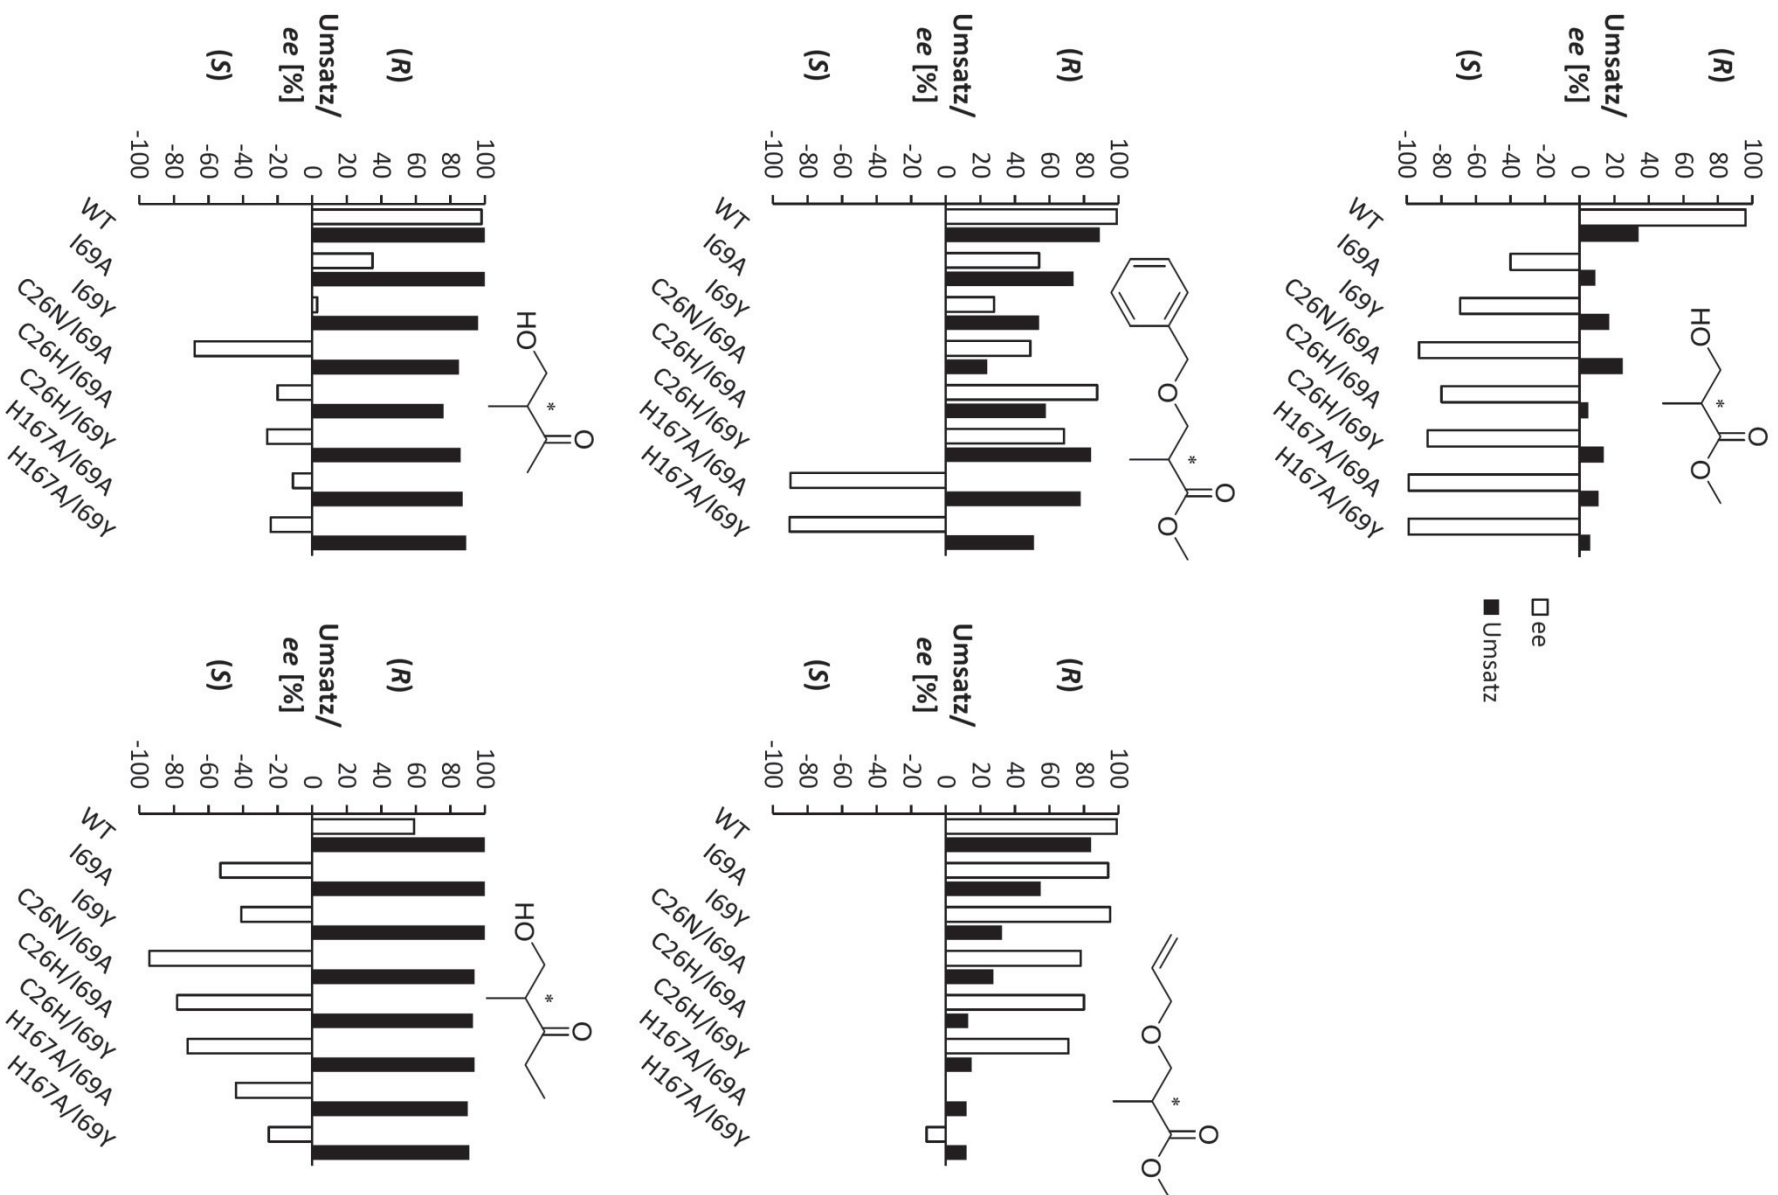 O
HO * O
(R)
Umsatz/
ee [%]
(S)
100
80
60
40
20
0
-20
-40
-60
-80
-100
WT
I69A
I69Y
C26N/I69A
C26H/I69A
C26H/I69Y
H167A/I69A
H167A/I69Y
ee
Umsatz
O
O * O
(R)
Umsatz/
ee [%]
(S)
100
80
60
40
20
0
-20
-40
-60
-80
-100
WT
I69A
I69Y
C26N/I69A
C26H/I69A
C26H/I69Y
H167A/I69A
H167A/I69Y
O
O * O
(R)
Umsatz/
ee [%]
(S)
100
80
60
40
20
0
-20
-40
-60
-80
-100
WT
I69A
I69Y
C26N/I69A
C26H/I69A
C26H/I69Y
H167A/I69A
H167A/I69Y
O
HO *
(R)
Umsatz/
ee [%]
(S)
100
80
60
40
20
0
-20
-40
-60
-80
-100
WT
I69A
I69Y
C26N/I69A
C26H/I69A
C26H/I69Y
H167A/I69A
H167A/I69Y
O
HO *
(R)
Umsatz/
ee [%]
(S)
100
80
60
40
20
0
-20
-40
-60
-80
-100
WT
I69A
I69Y
C26N/I69A
C26H/I69A
C26H/I69Y
H167A/I69A
H167A/I69Y